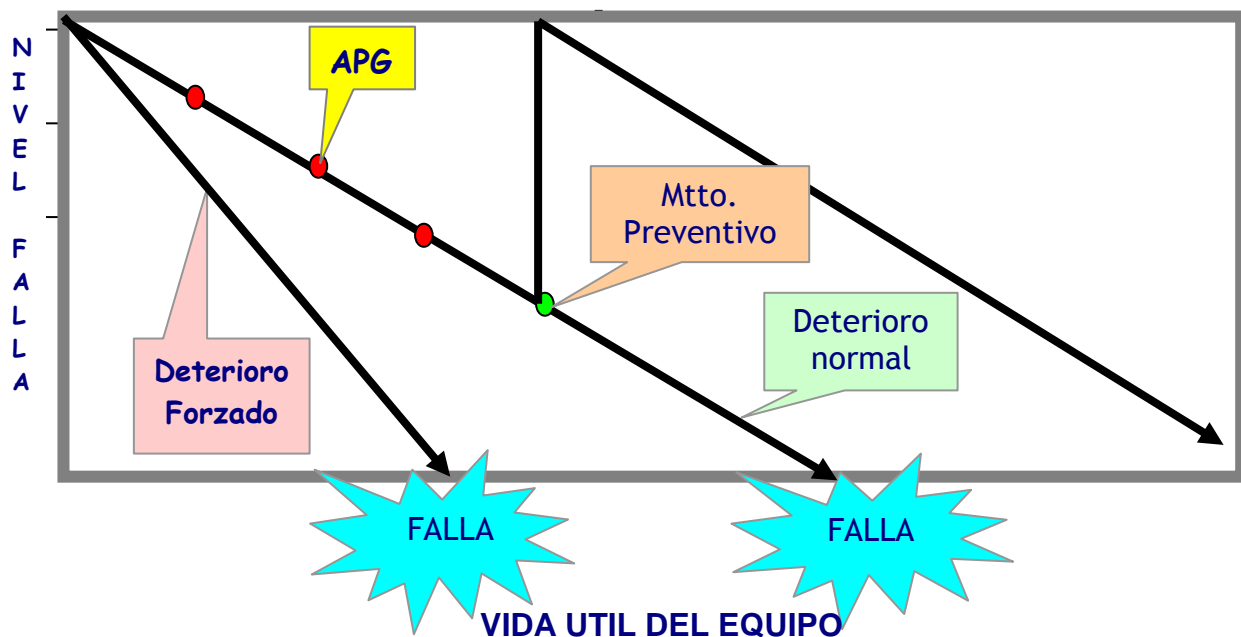 NIVEL FALLA
APG
Mtto.
Preventivo
Deterioro
normal
Deterioro
Forzado
FALLA
FALLA
VIDA UTIL DEL EQUIPO